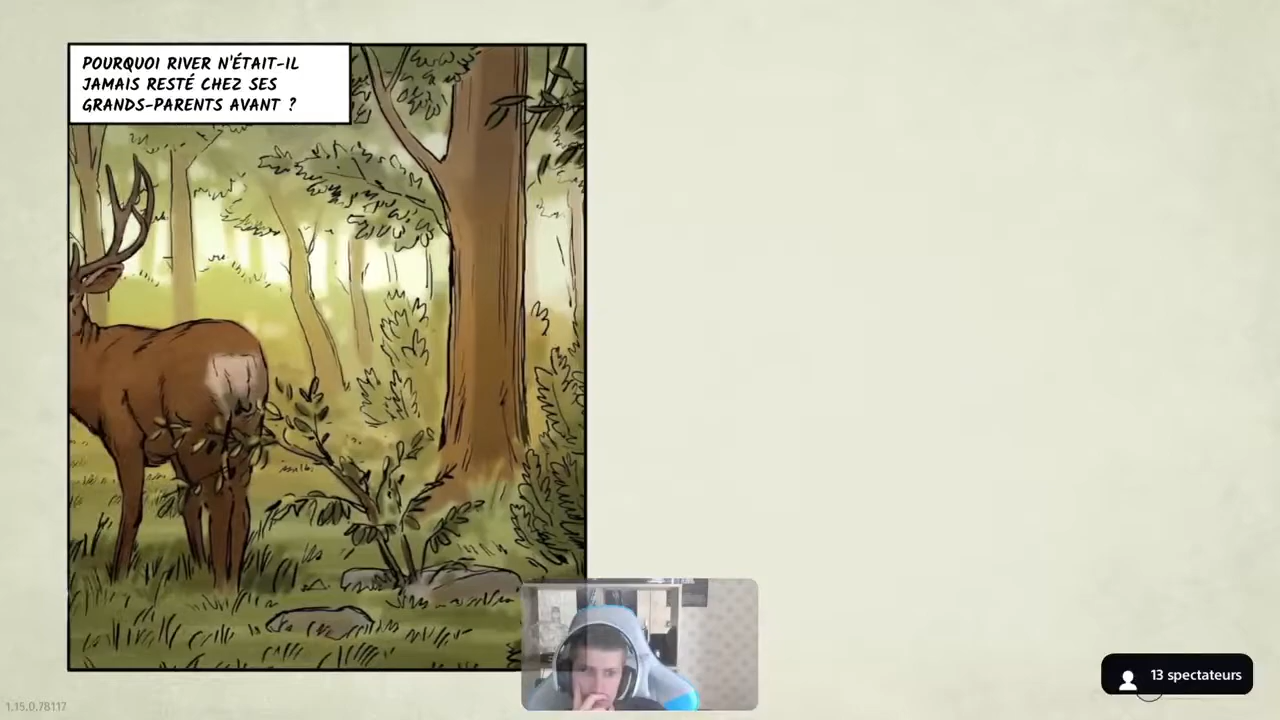 POURQUOI RIVER N'ÉTAIT-IL
JAMAIS RESTÉ CHEZ SES
GRANDS-PARENTS AVANT ?
13 spectateurs
1.15.0.78117